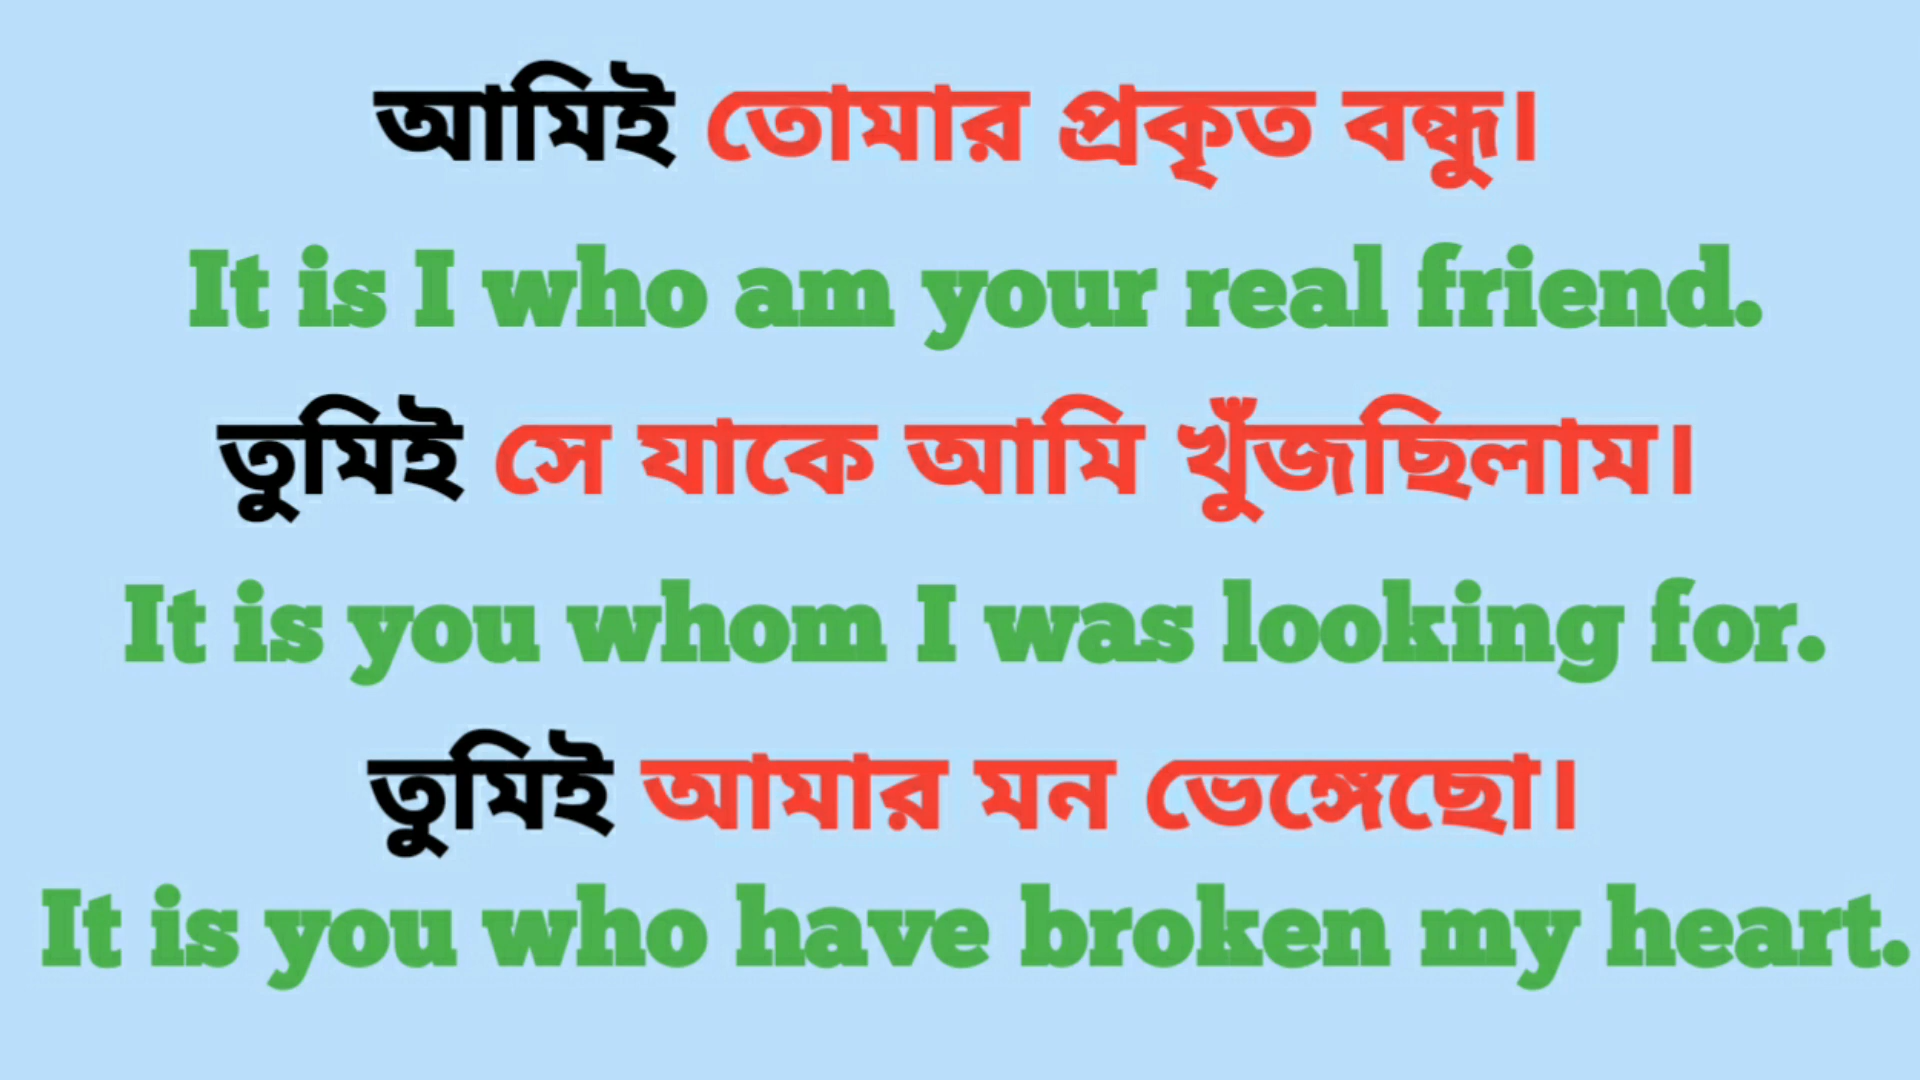 আমিই তোমার প্রকৃত বন্ধু।
It is I who am your real friend.
তুমিই সে যাকে আমি খুঁজছিলাম।
It is you whom I was looking for.
তুমিই আমার মন ভেঙ্গেছো।
It is you who have broken my heart.